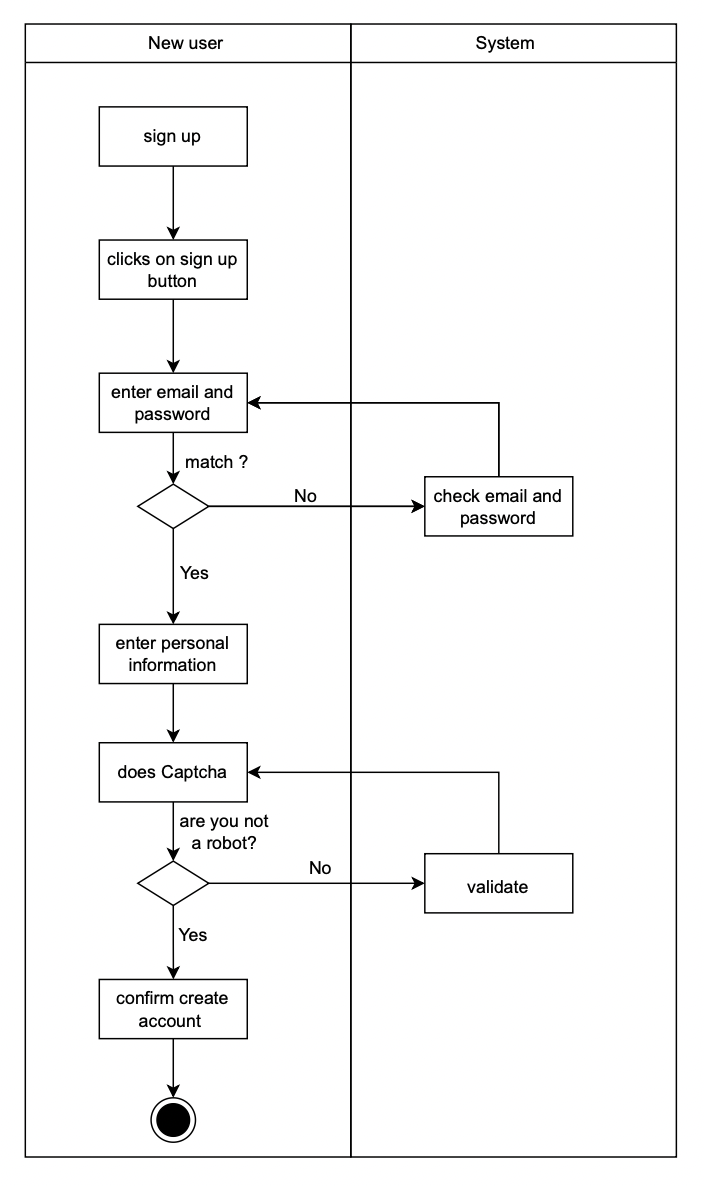 New user
System
sign up
clicks on sign up
button
enter email and
password
match ?
No
check email and
password
Yes
enter personal
information
does Captcha
are you not
a robot?
No
validate
Yes
confirm create
account